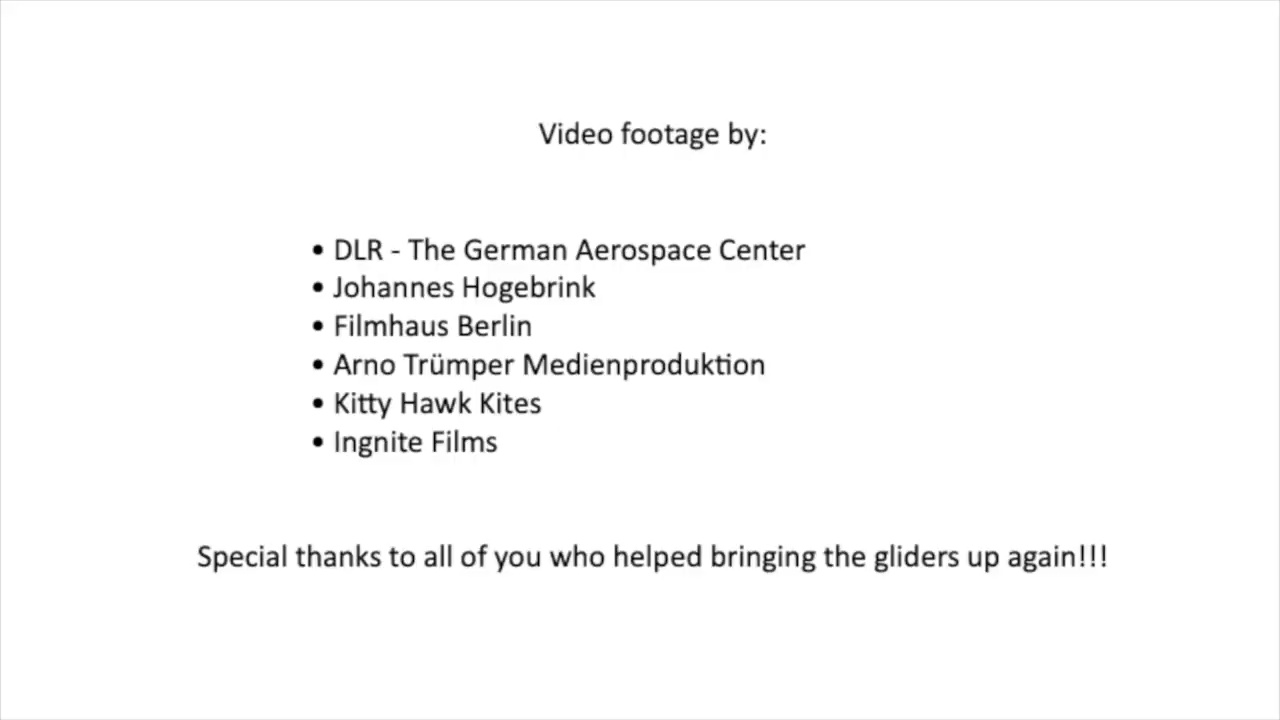 Video footage by:
• DLR - The German Aerospace Center
• Johannes Hogebrink
• Filmhaus Berlin
• Arno Trümper Medienproduktion
• Kitty Hawk Kites
• Ingnite Films
Special thanks to all of you who helped bringing the gliders up again!!!